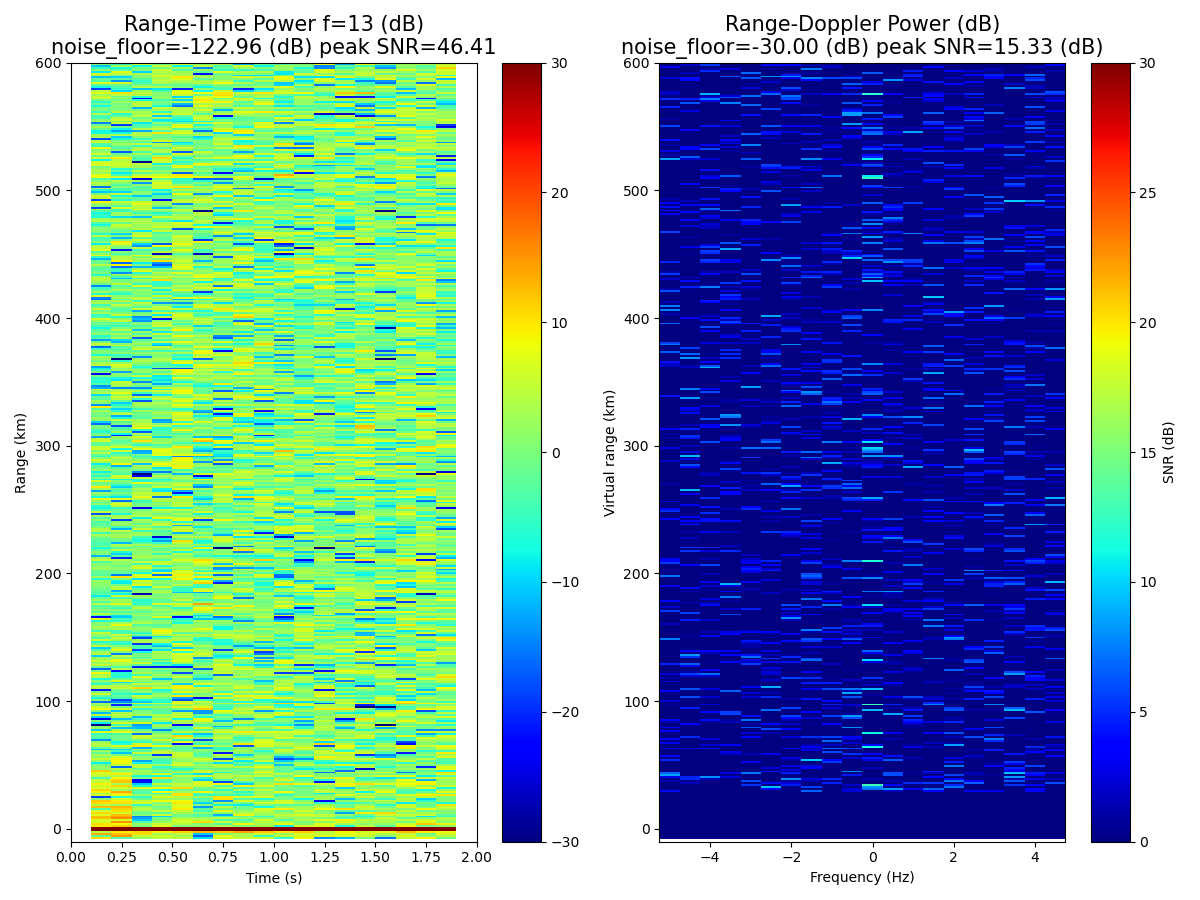 Range-Time Power f=13 (dB)
noise_floor=-122.96 (dB) peak SNR=46.41
Range-Doppler Power (dB)
noise_floor=-30.00 (dB) peak SNR=15.33 (dB)
600
500
400
300
200
100
0
Range (km)
0.00 0.25 0.50 0.75 1.00 1.25 1.50 1.75 2.00
Time (s)
30
20
10
0
−10
−20
−30
600
500
400
300
200
100
0
Virtual range (km)
−4 −2 0 2 4
Frequency (Hz)
30
25
20
15
10
5
0
SNR (dB)